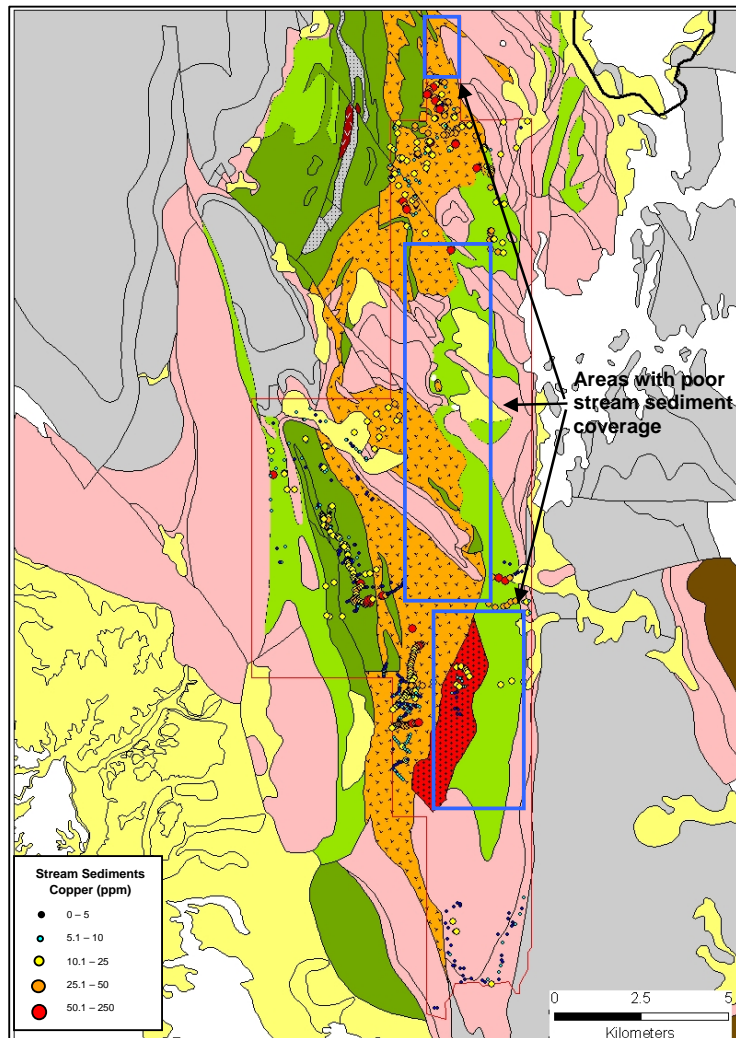 Areas with poor
stream sediment
coverage
Stream Sediments
Copper (ppm)
0 – 5
5.1 – 10
10.1 – 25
25.1 – 50
50.1 – 250
0 2.5 5
Kilometers